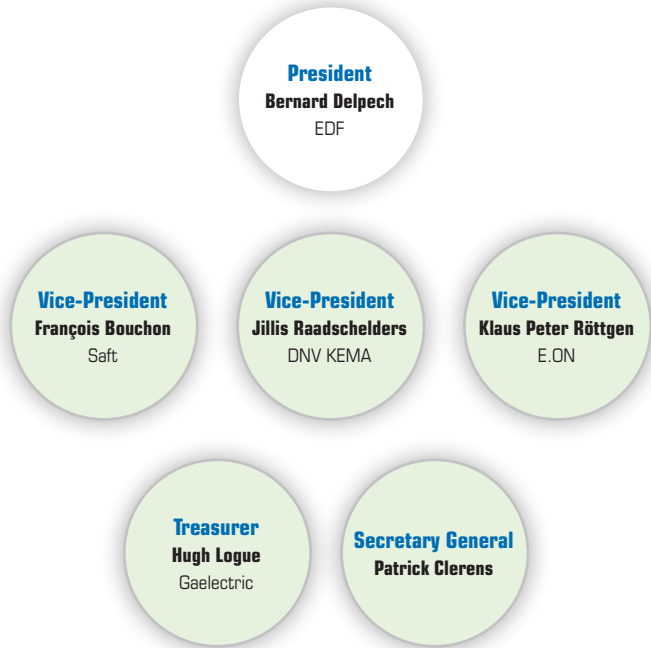 President
Bernard Delpech
EDF
Vice-President
François Bouchon
Saft
Vice-President
Jillis Raadschelders
DNV KEMA
Vice-President
Klaus Peter Röttgen
E.ON
Treasurer
Hugh Logue
Gaelectric
Secretary General
Patrick Clerens